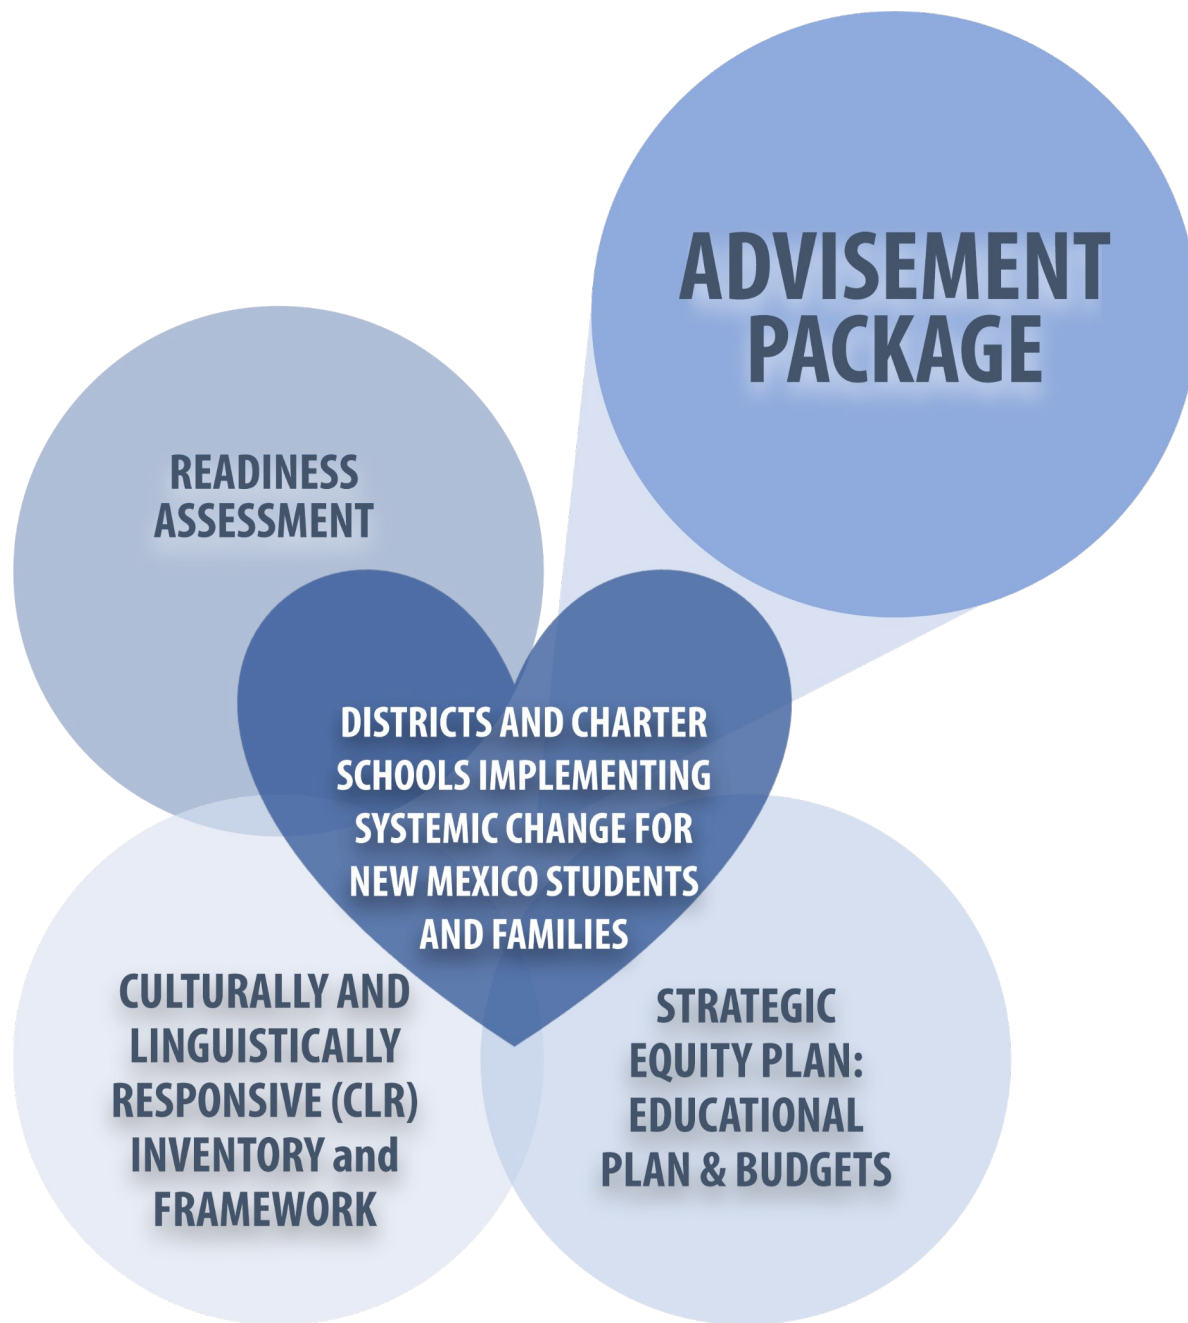 ADVISEMENT
PACKAGE
READINESS
ASSESSMENT
DISTRICTS AND CHARTER
SCHOOLS IMPLEMENTING
SYSTEMIC CHANGE FOR
NEW MEXICO STUDENTS
AND FAMILIES
CULTURALLY AND
LINGUISTICALLY
RESPONSIVE (CLR)
INVENTORY and
FRAMEWORK
STRATEGIC
EQUITY PLAN:
EDUCATIONAL
PLAN & BUDGETS